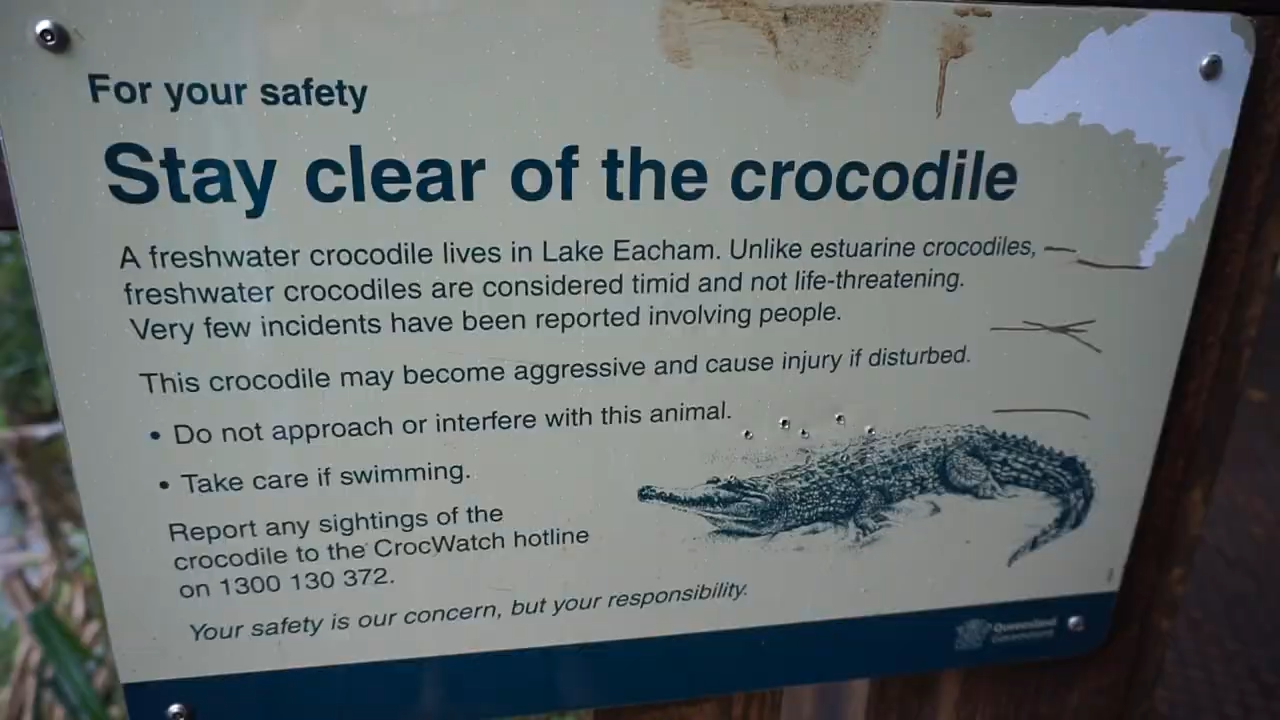 For your safety
Stay clear of the crocodile
A freshwater crocodile lives in Lake Eacham. Unlike estuarine crocodiles,
freshwater crocodiles are considered timid and not life-threatening.
Very few incidents have been reported involving people.
This crocodile may become aggressive and cause injury if disturbed.
• Do not approach or interfere with this animal.
• Take care if swimming.
Report any sightings of the
crocodile to the CrocWatch hotline
on 1300 130 372.
Your safety is our concern, but your responsibility.
Queensland
Government